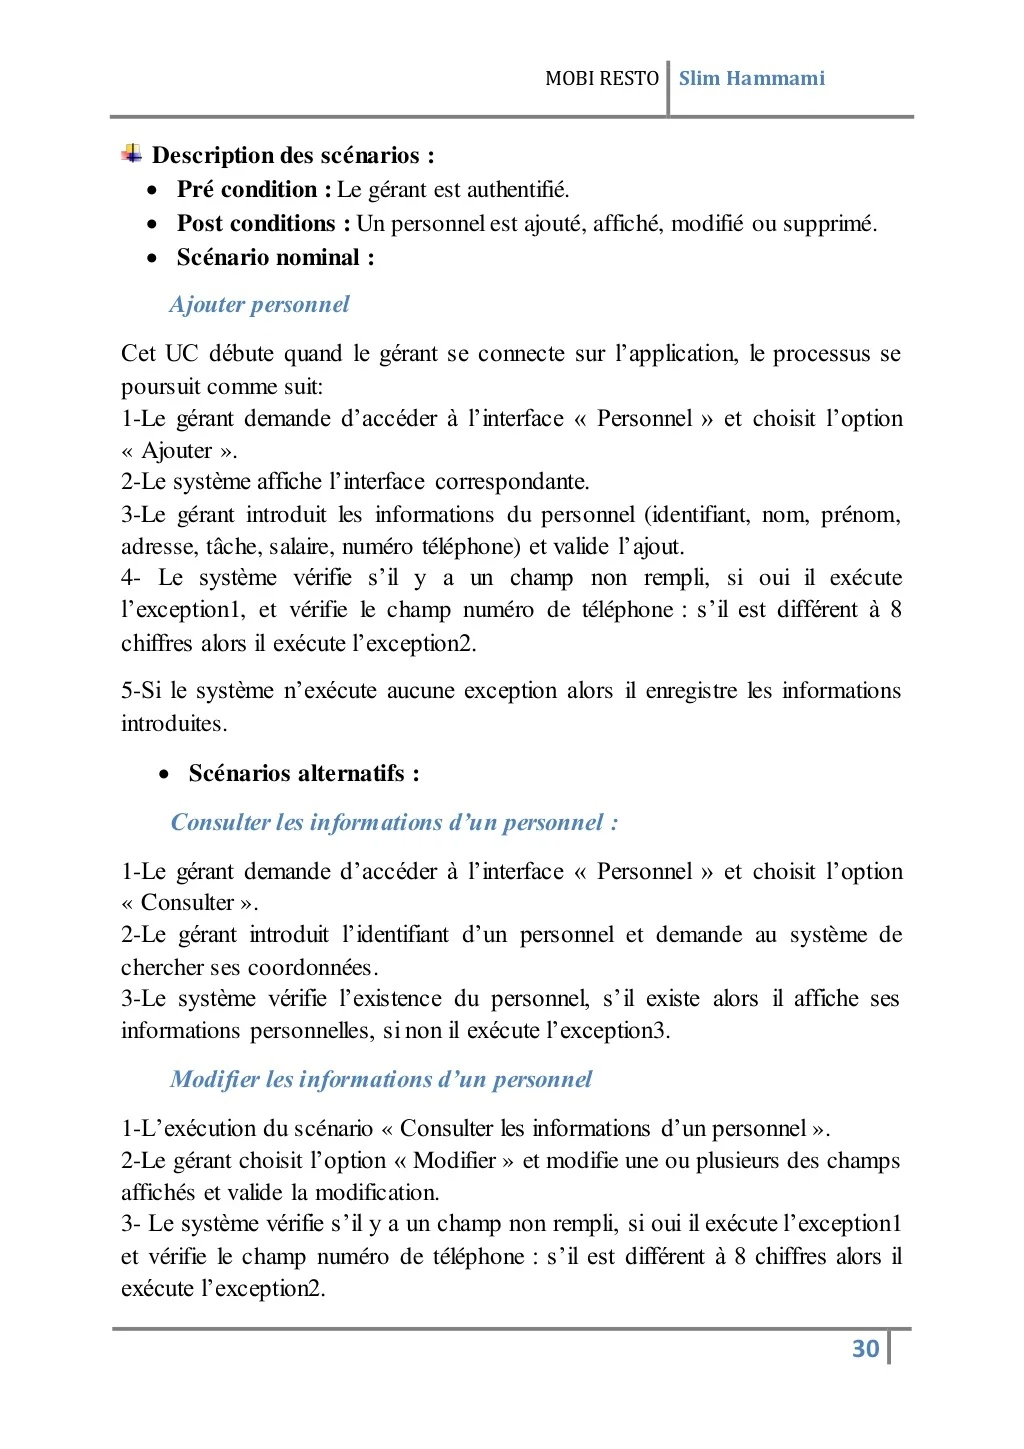 MOBI RESTO Slim Hammami
Description des scénarios :
• Pré condition : Le gérant est authentifié.
• Post conditions : Un personnel est ajouté, affiché, modifié ou supprimé.
• Scénario nominal :
Ajouter personnel
Cet UC débute quand le gérant se connecte sur l’application, le processus se
poursuit comme suit:
1-Le gérant demande d’accéder à l’interface « Personnel » et choisit l’option
« Ajouter ».
2-Le système affiche l’interface correspondante.
3-Le gérant introduit les informations du personnel (identifiant, nom, prénom,
adresse, tâche, salaire, numéro téléphone) et valide l’ajout.
4- Le système vérifie s’il y a un champ non rempli, si oui il exécute
l’exception1, et vérifie le champ numéro de téléphone : s’il est différent à 8
chiffres alors il exécute l’exception2.
5-Si le système n’exécute aucune exception alors il enregistre les informations
introduites.
• Scénarios alternatifs :
Consulter les informations d’un personnel :
1-Le gérant demande d’accéder à l’interface « Personnel » et choisit l’option
« Consulter ».
2-Le gérant introduit l’identifiant d’un personnel et demande au système de
chercher ses coordonnées.
3-Le système vérifie l’existence du personnel, s’il existe alors il affiche ses
informations personnelles, si non il exécute l’exception3.
Modifier les informations d’un personnel
1-L’exécution du scénario « Consulter les informations d’un personnel ».
2-Le gérant choisit l’option « Modifier » et modifie une ou plusieurs des champs
affichés et valide la modification.
3- Le système vérifie s’il y a un champ non rempli, si oui il exécute l’exception1
et vérifie le champ numéro de téléphone : s’il est différent à 8 chiffres alors il
exécute l’exception2.
30